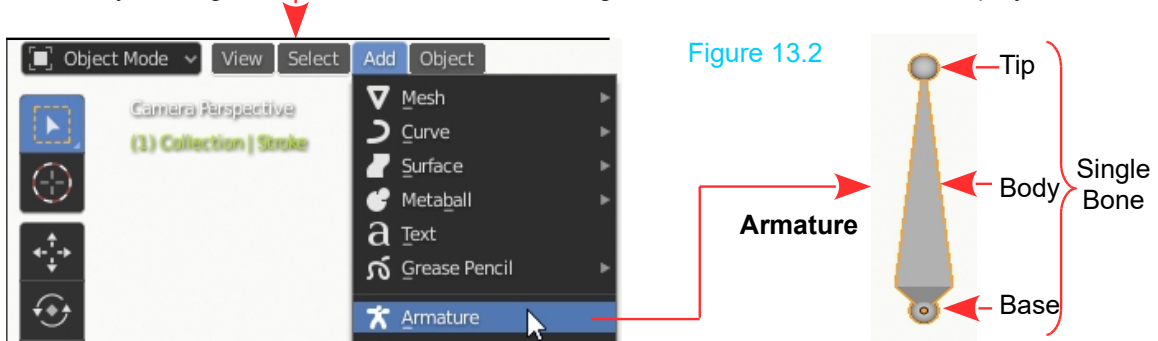 Object Mode View Select Add Object
Camera Perspective
(1) Collection | Stroke
Mesh
Curve
Surface
Metaball
Text
Grease Pencil
Armature
Figure 13.2
Armature
Tip
Body
Base
Single
Bone